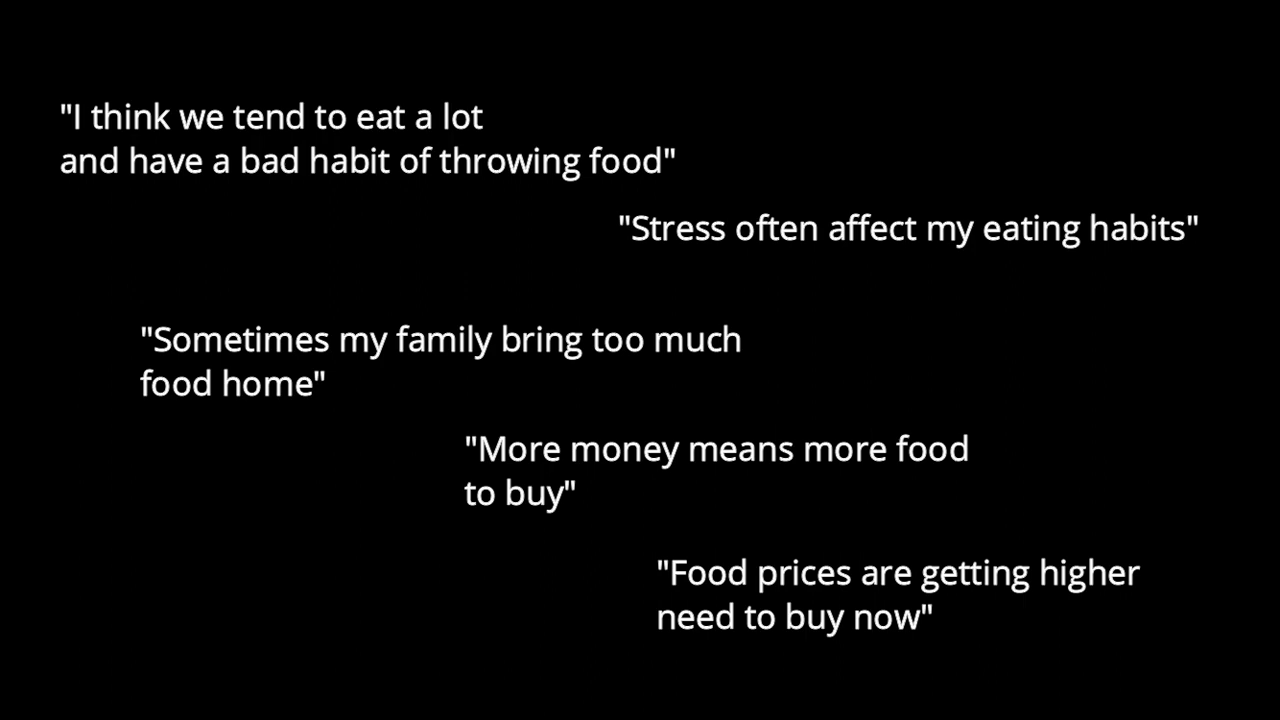 "I think we tend to eat a lot
and have a bad habit of throwing food"
"Stress often affect my eating habits"
"Sometimes my family bring too much
food home"
"More money means more food
to buy"
"Food prices are getting higher
need to buy now"